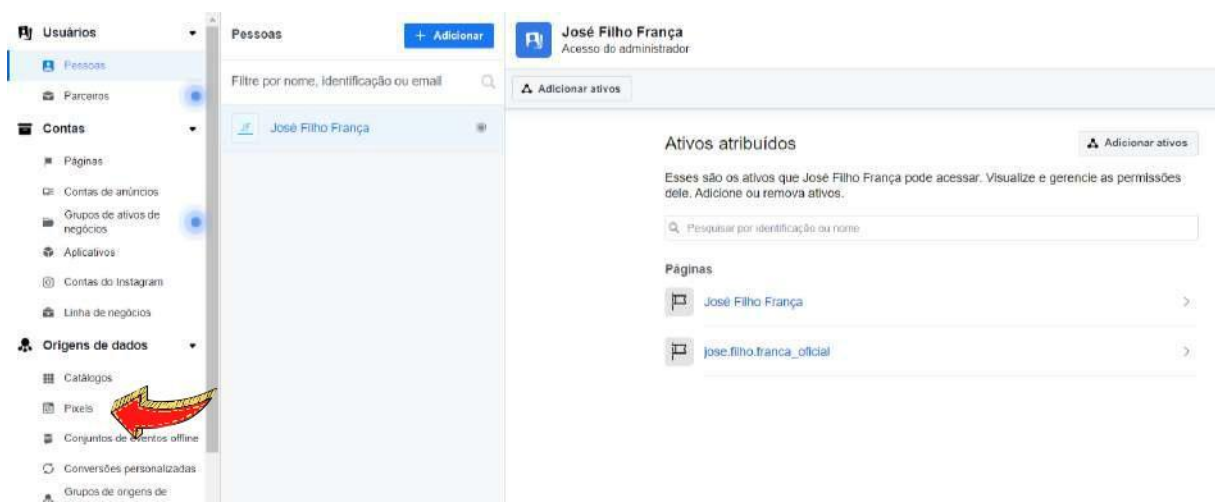 Usuários
Pessoas
Parceiros
Contas
Páginas
Contas de anúncios
Grupos de ativos de
negócios
Aplicativos
Contas do Instagram
Linha de negócios
Origens de dados
Catálogos
Pixels
Conjuntos de eventos offline
Conversões personalizadas
Grupos de origens de
Pessoas
+ Adicionar
Filtre por nome, identificação ou email
José Filho França
José Filho França
Acesso do administrador
Adicionar ativos
Ativos atribuídos
Adicionar ativos
Esses são os ativos que José Filho França pode acessar. Visualize e gerencie as permissões
dele. Adicione ou remova ativos.
Pesquisar por identificação ou nome
Páginas
José Filho França
jose.filho.franca_oficial